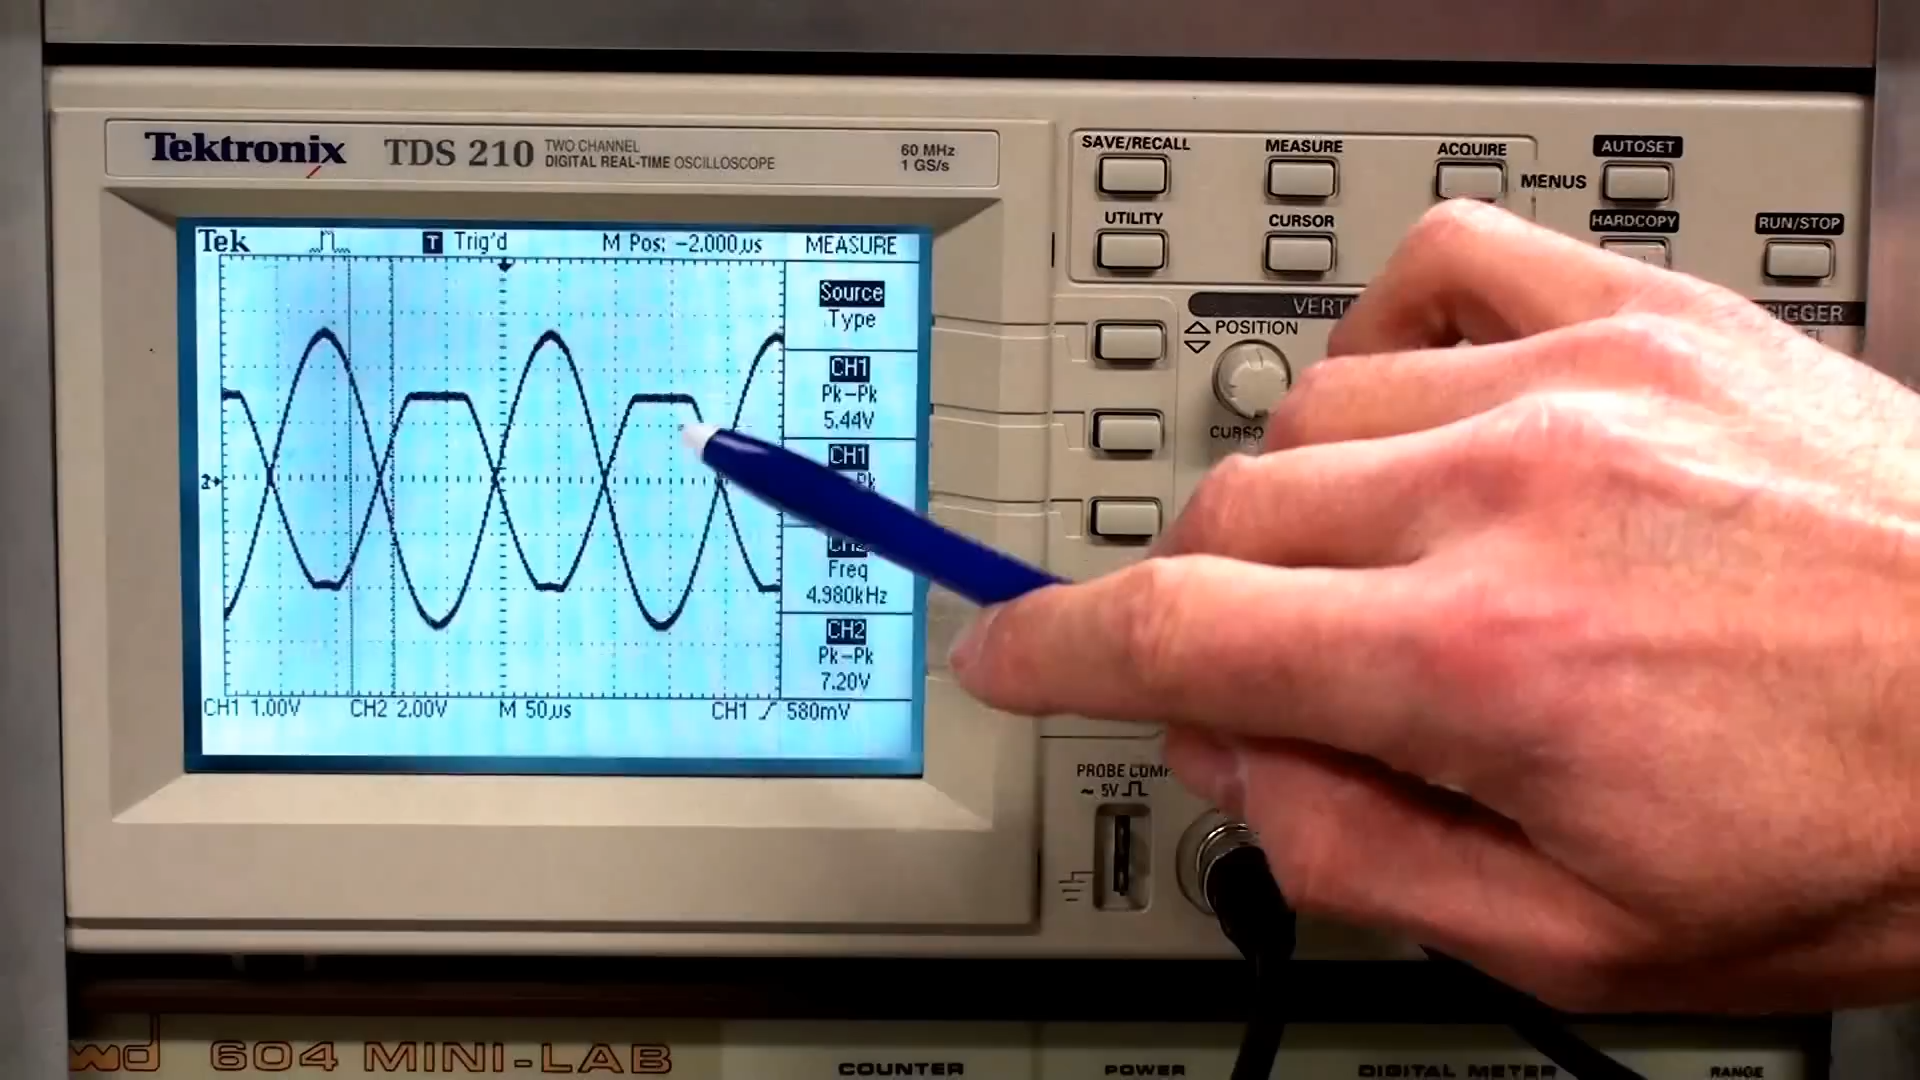 Tektronix TDS 210 TWO CHANNEL
DIGITAL REAL-TIME OSCILLOSCOPE
60 MHz
1 GS/s
Tek T Trig'd M Pos: -2.000µs MEASURE
Source
Type
CH1
Pk-Pk
5.44V
CH1
Pk
CH2
Freq
4.980kHz
CH2
Pk-Pk
7.20V
2
CH1 1.00V CH2 2.00V M 50µs CH1 580mV
SAVE/RECALL MEASURE ACQUIRE AUTOSET
MENUS
UTILITY CURSOR HARDCOPY RUN/STOP
POSITION
PROBE COMP
~ 5V
604 MINI-LAB
COUNTER POWER DIGITAL METER RANGE